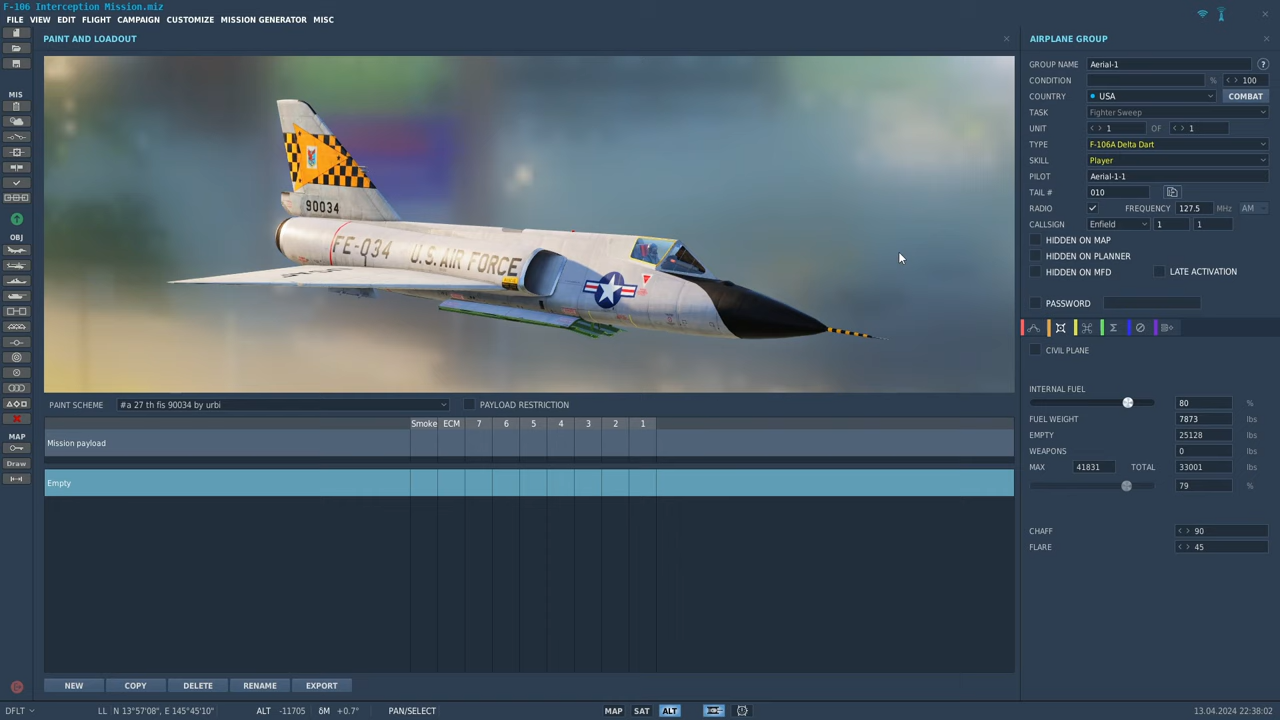 F-106 Interception Mission.miz
FILE VIEW EDIT FLIGHT CAMPAIGN CUSTOMIZE MISSION GENERATOR MISC
PAINT AND LOADOUT
90034
FE-034 U.S. AIR FORCE
PAINT SCHEME #a 27 th fis 90034 by urbi PAYLOAD RESTRICTION
Smoke ECM 7 6 5 4 3 2 1
Mission payload
Empty
NEW COPY DELETE RENAME EXPORT
MIS
OBJ
MAP
Draw
AIRPLANE GROUP
GROUP NAME Aerial-1 ?
CONDITION % < > 100
COUNTRY USA COMBAT
TASK Fighter Sweep
UNIT < > 1 OF < > 1
TYPE F-106A Delta Dart
SKILL Player
PILOT Aerial-1-1
TAIL # 010
RADIO FREQUENCY 127.5 MHz AM
CALLSIGN Enfield 1 1
HIDDEN ON MAP
HIDDEN ON PLANNER
HIDDEN ON MFD LATE ACTIVATION
PASSWORD
CIVIL PLANE
INTERNAL FUEL
80 %
FUEL WEIGHT 7873 lbs
EMPTY 25128 lbs
WEAPONS 0 lbs
MAX 41831 TOTAL 33001 lbs
79 %
CHAFF < > 90
FLARE < > 45
DFLT LL N 13°57'08", E 145°45'10" ALT -11705 δM +0.7° PAN/SELECT MAP SAT ALT 13.04.2024 22:38:02